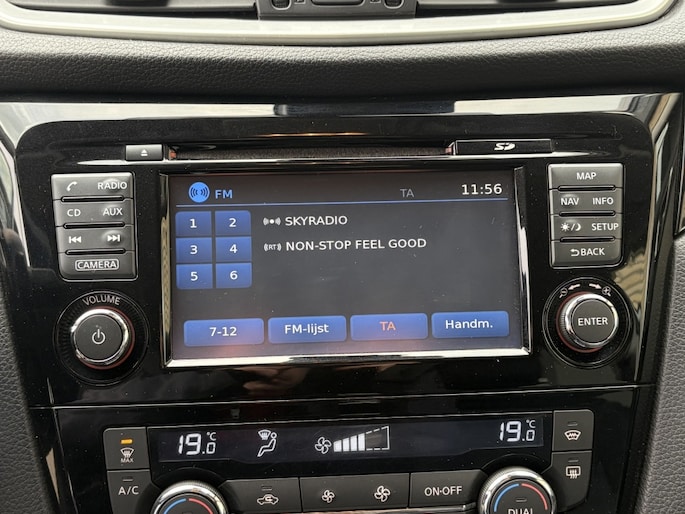 SD
RADIO
CD AUX
CAMERA
VOLUME
FM TA 11:56
1 2 SKYRADIO
3 4 RT NON-STOP FEEL GOOD
5 6
7-12 FM-lijst TA Handm.
MAP
NAV INFO
SETUP
BACK
ENTER
MAX
A/C
19.0°C
19.0°C
ON-OFF
DUAL